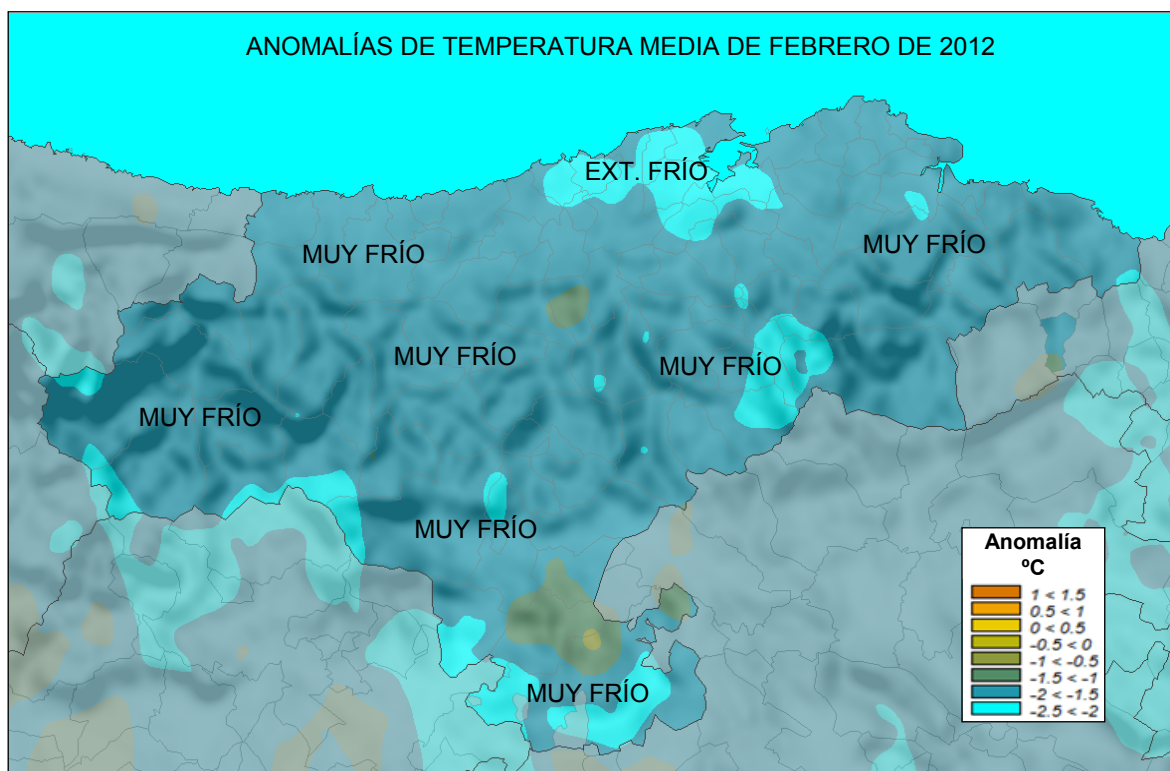 ANOMALÍAS DE TEMPERATURA MEDIA DE FEBRERO DE 2012
EXT. FRÍO
MUY FRÍO
MUY FRÍO
MUY FRÍO
MUY FRÍO
MUY FRÍO
MUY FRÍO
MUY FRÍO
Anomalía
ºC
1 < 1.5
0.5 < 1
0 < 0.5
-0.5 < 0
-1 < -0.5
-1.5 < -1
-2 < -1.5
-2.5 < -2